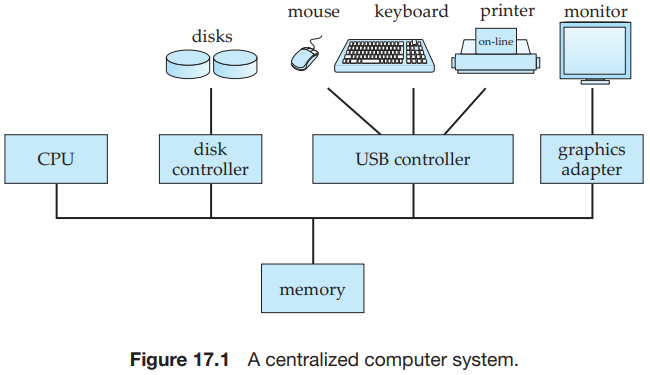 mouse keyboard printer monitor
disks
on-line
CPU
disk
controller
USB controller
graphics
adapter
memory
Figure 17.1 A centralized computer system.